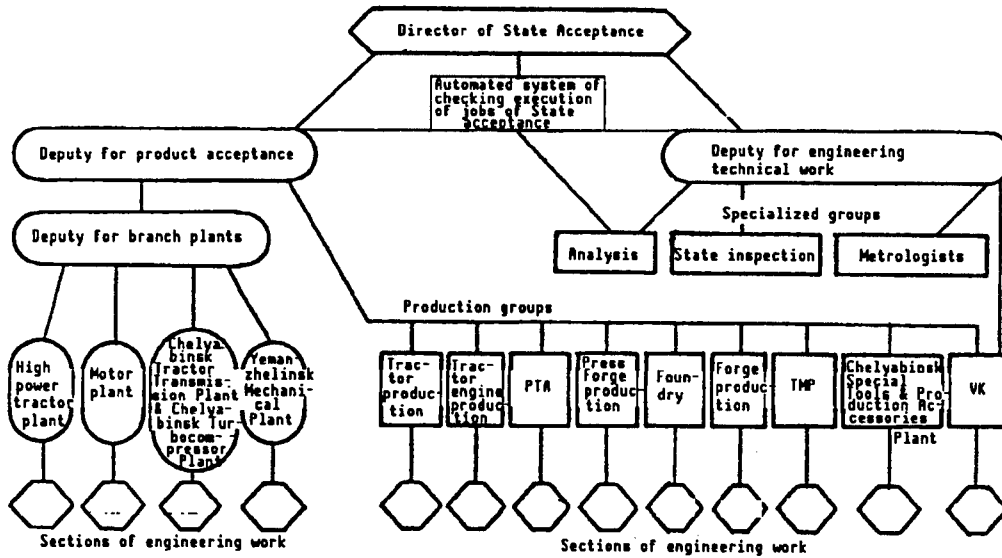 Director of State Acceptance
Automated system of
checking execution
of jobs of State
acceptance
Deputy for product acceptance
Deputy for engineering
technical work
Specialized groups
Deputy for branch plants
Analysis
State inspection
Metrologists
Production groups
High
power
tractor
plant
Motor
plant
Chelya-
binsk
Tractor
Transmis-
sion Plant
& Chelya-
binsk Tur-
bocom-
pressor
Plant
Yeman-
zhelinsk
Mechani-
cal
Plant
Trac-
tor
produc-
tion
Trac-
tor
engine
produc-
tion
PTA
Press
Forge
produc-
tion
Foun-
dry
Forge
produc-
tion
TMP
Chelyabinsk
Special
Tools & Pro-
duction Ac-
cessories
Plant
VK
Sections of engineering work
Sections of engineering work